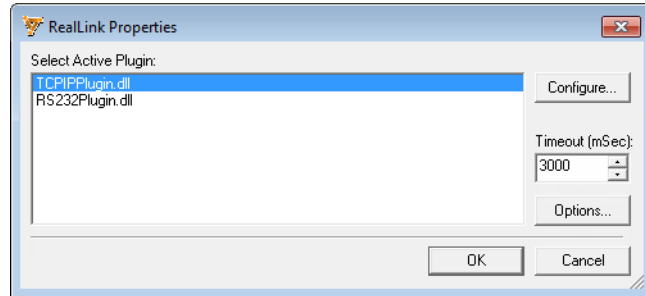 RealLink Properties
Select Active Plugin:
TCPIPPlugin.dll
RS232Plugin.dll
Configure...
Timeout (mSec):
3000
Options...
OK
Cancel